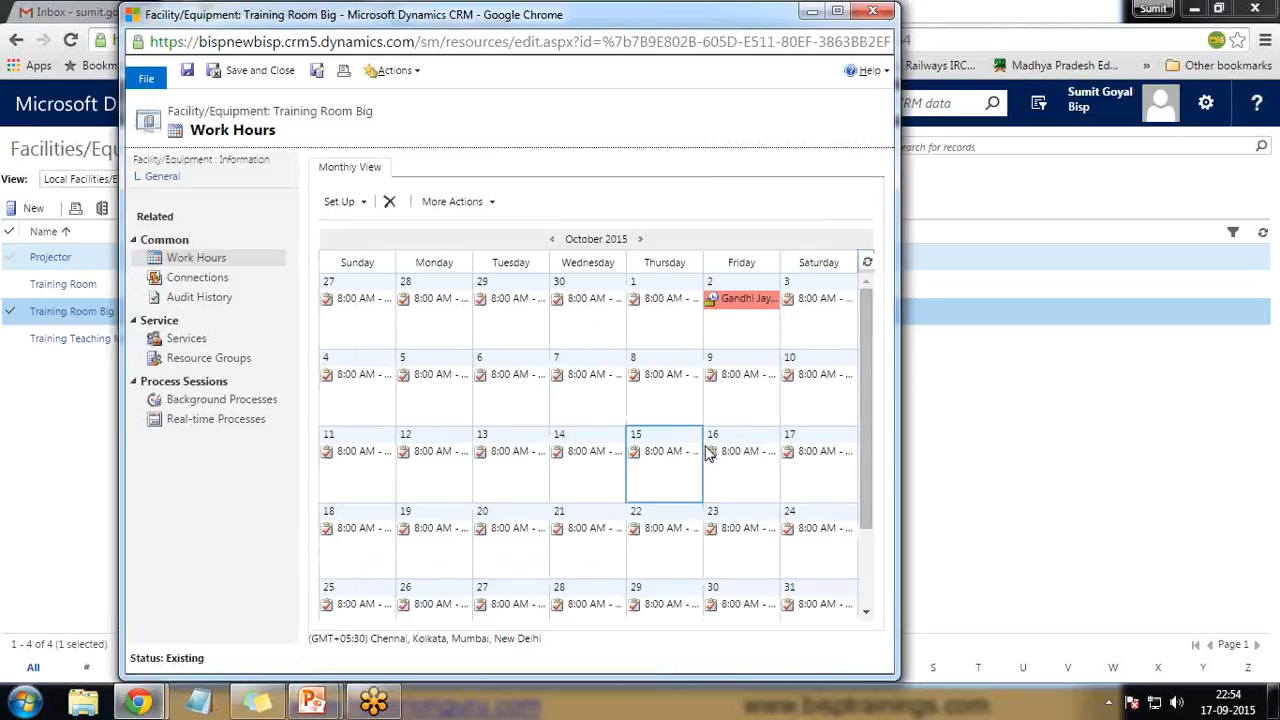 Inbox - sumit.go
Facility/Equipment: Training Room Big - Microsoft Dynamics CRM - Google Chrome
Sumit
https://bispnewbisp.crm5.dynamics.com/sm/resources/edit.aspx?id=%7b7B9E802B-605D-E511-80EF-3863BB2EF
Apps
Bookm
Railways IRC...
Madhya Pradesh Ed...
»
Other bookmarks
File
Save and Close
Actions
Help
Microsoft D
CRM data
Sumit Goyal
Bisp
?
Facility/Equipment: Training Room Big
Work Hours
Facilities/Equ
search for records
View:
Local Facilities/E
New
Name
Projector
Training Room
Training Room Big
Training Teaching M
Facility/Equipment : Information
General
Related
Common
Work Hours
Connections
Audit History
Service
Services
Resource Groups
Process Sessions
Background Processes
Real-time Processes
Monthly View
Set Up
More Actions
October 2015
Sunday Monday Tuesday Wednesday Thursday Friday Saturday
27 28 29 30 1 2 3
8:00 AM - ... 8:00 AM - ... 8:00 AM - ... 8:00 AM - ... 8:00 AM - ... Gandhi Jay... 8:00 AM - ...
4 5 6 7 8 9 10
8:00 AM - ... 8:00 AM - ... 8:00 AM - ... 8:00 AM - ... 8:00 AM - ... 8:00 AM - ... 8:00 AM - ...
11 12 13 14 15 16 17
8:00 AM - ... 8:00 AM - ... 8:00 AM - ... 8:00 AM - ... 8:00 AM - ... 8:00 AM - ... 8:00 AM - ...
18 19 20 21 22 23 24
8:00 AM - ... 8:00 AM - ... 8:00 AM - ... 8:00 AM - ... 8:00 AM - ... 8:00 AM - ... 8:00 AM - ...
25 26 27 28 29 30 31
8:00 AM - ... 8:00 AM - ... 8:00 AM - ... 8:00 AM - ... 8:00 AM - ... 8:00 AM - ... 8:00 AM - ...
(GMT+05:30) Chennai, Kolkata, Mumbai, New Delhi
Status: Existing
1 - 4 of 4 (1 selected)
Page 1
All #
S T U V W X Y Z
www.bisptrainings.com
22:54
17-09-2015